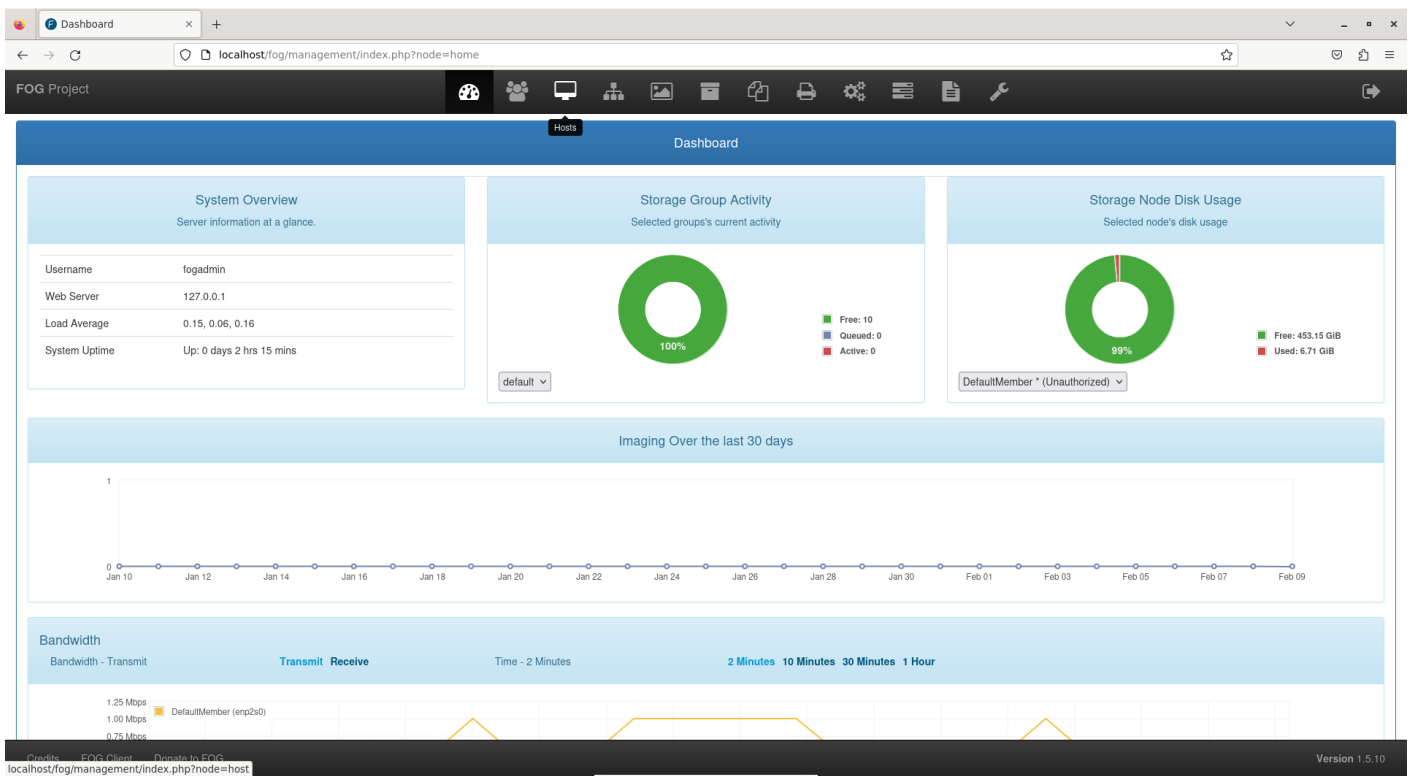 Dashboard
localhost/fog/management/index.php?node=home
FOG Project
Hosts
Dashboard
System Overview
Server information at a glance.
Username fogadmin
Web Server 127.0.0.1
Load Average 0.15, 0.06, 0.16
System Uptime Up: 0 days 2 hrs 15 mins
Storage Group Activity
Selected groups's current activity
100%
Free: 10
Queued: 0
Active: 0
default
Storage Node Disk Usage
Selected node's disk usage
99%
Free: 453.15 GiB
Used: 6.71 GiB
DefaultMember * (Unauthorized)
Imaging Over the last 30 days
1
0
Jan 10 Jan 12 Jan 14 Jan 16 Jan 18 Jan 20 Jan 22 Jan 24 Jan 26 Jan 28 Jan 30 Feb 01 Feb 03 Feb 05 Feb 07 Feb 09
Bandwidth
Bandwidth - Transmit Transmit Receive Time - 2 Minutes 2 Minutes 10 Minutes 30 Minutes 1 Hour
1.25 Mbps
DefaultMember (enp2s0)
1.00 Mbps
0.75 Mbps
Credits FOG Client Donate to FOG Version 1.5.10
localhost/fog/management/index.php?node=host